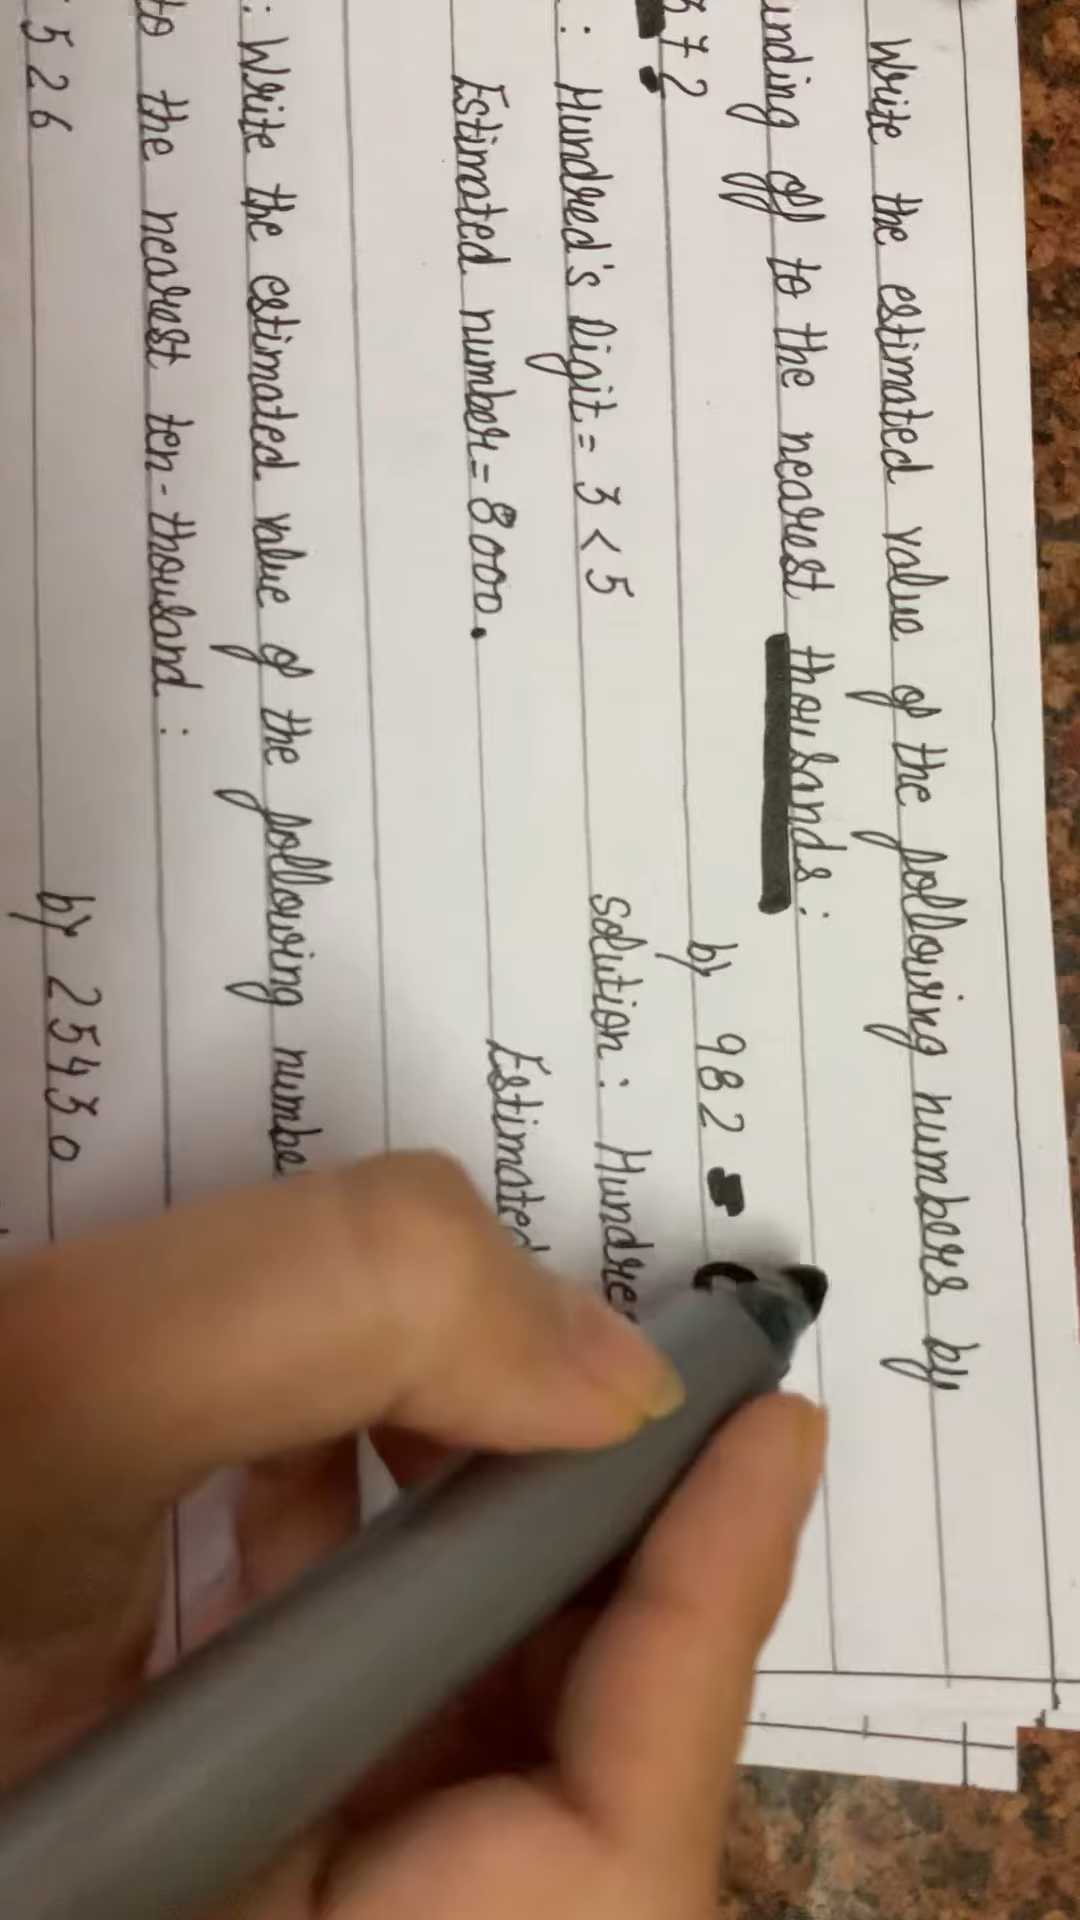 Write the estimated value of the following numbers by
unding off to the nearest thousands:
372
b) 982
: Hundred's Digit = 3 < 5
Solution: Hundre
Estimated number = 8000.
Estimated
: Write the estimated value of the following numbe
to the nearest ten-thousand:
526
b) 25430